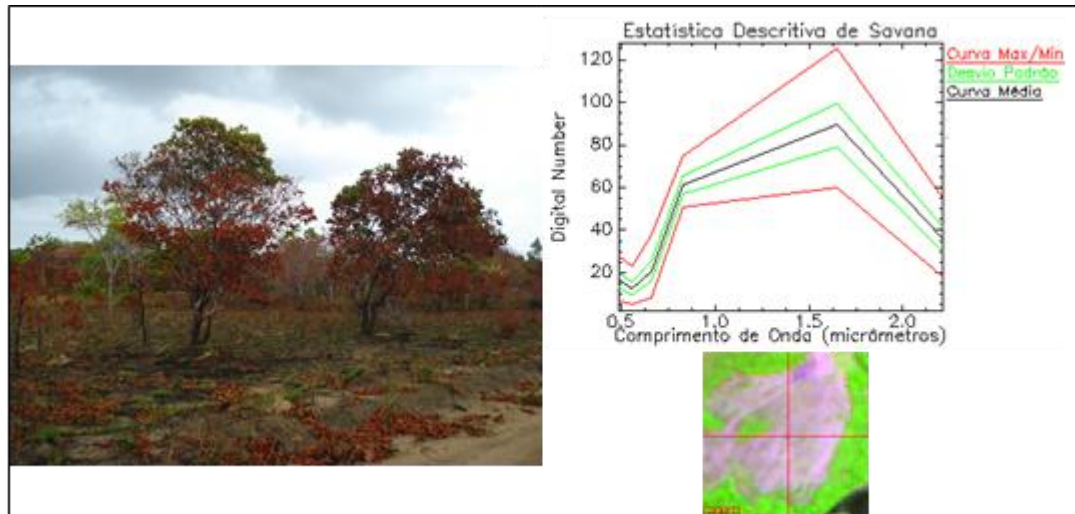 Estatística Descritiva de Savana
Curva Max/Min
Desvio Padrão
Curva Média
Digital Number
120
100
80
60
40
20
0.5
1.0
1.5
2.0
Comprimento de Onda (micrômetros)